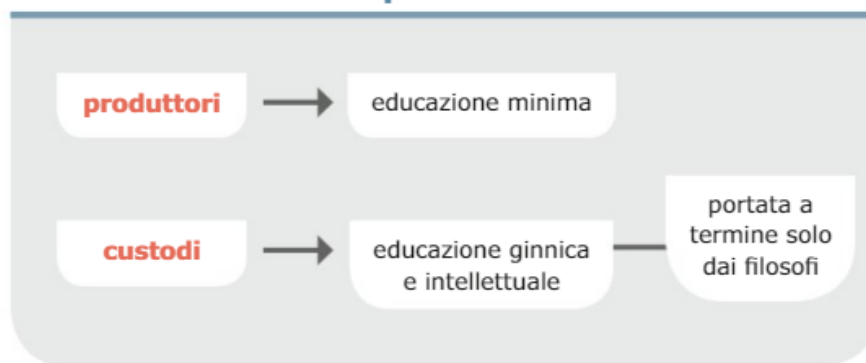 produttori
educazione minima
custodi
educazione ginnica
e intellettuale
portata a
termine solo
dai filosofi